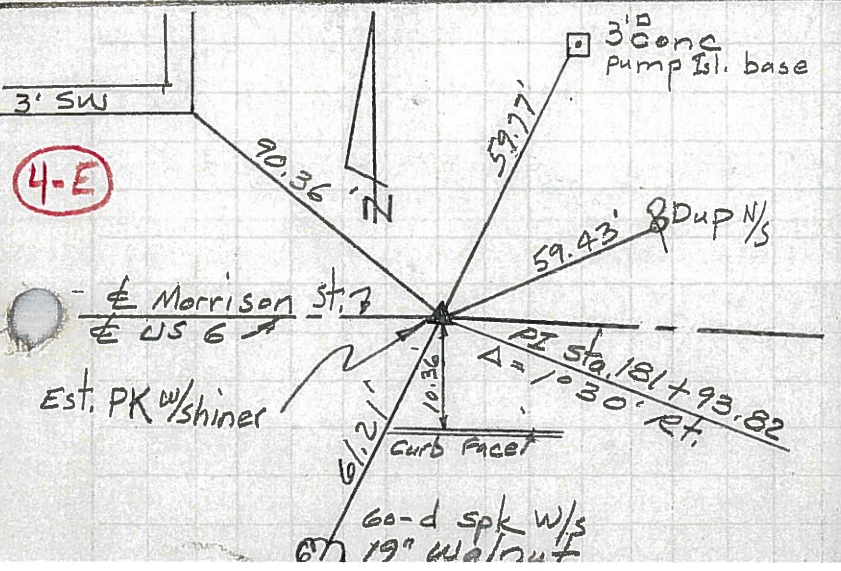 3'□ Conc
Pump Isl. base
3' SW
4-E
90.36'
59.77'
N
59.43'
Dup N/S
℄ Morrison St.
℄ US 6
PI Sta. 181+93.82
Δ = 1°30' Rt.
Est. PK w/shiner
10.36
61.21'
Curb Face
60-d spk W/S
19" Walnut